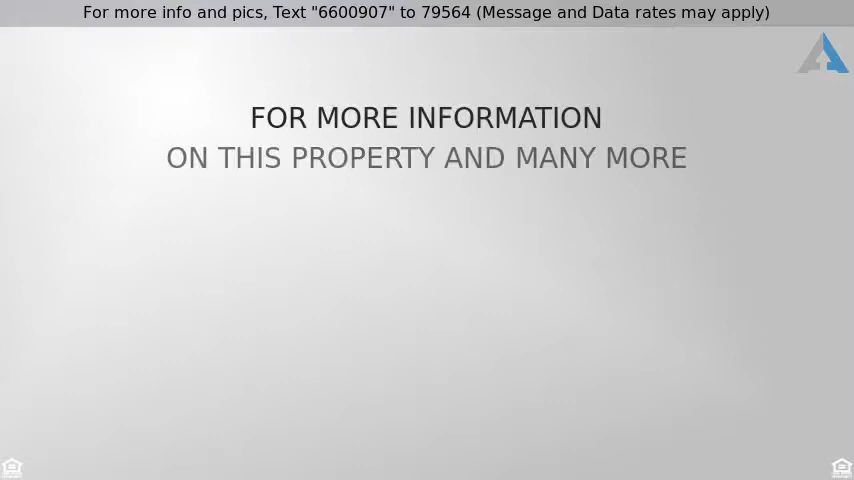 For more info and pics, Text "6600907" to 79564 (Message and Data rates may apply)
FOR MORE INFORMATION
ON THIS PROPERTY AND MANY MORE